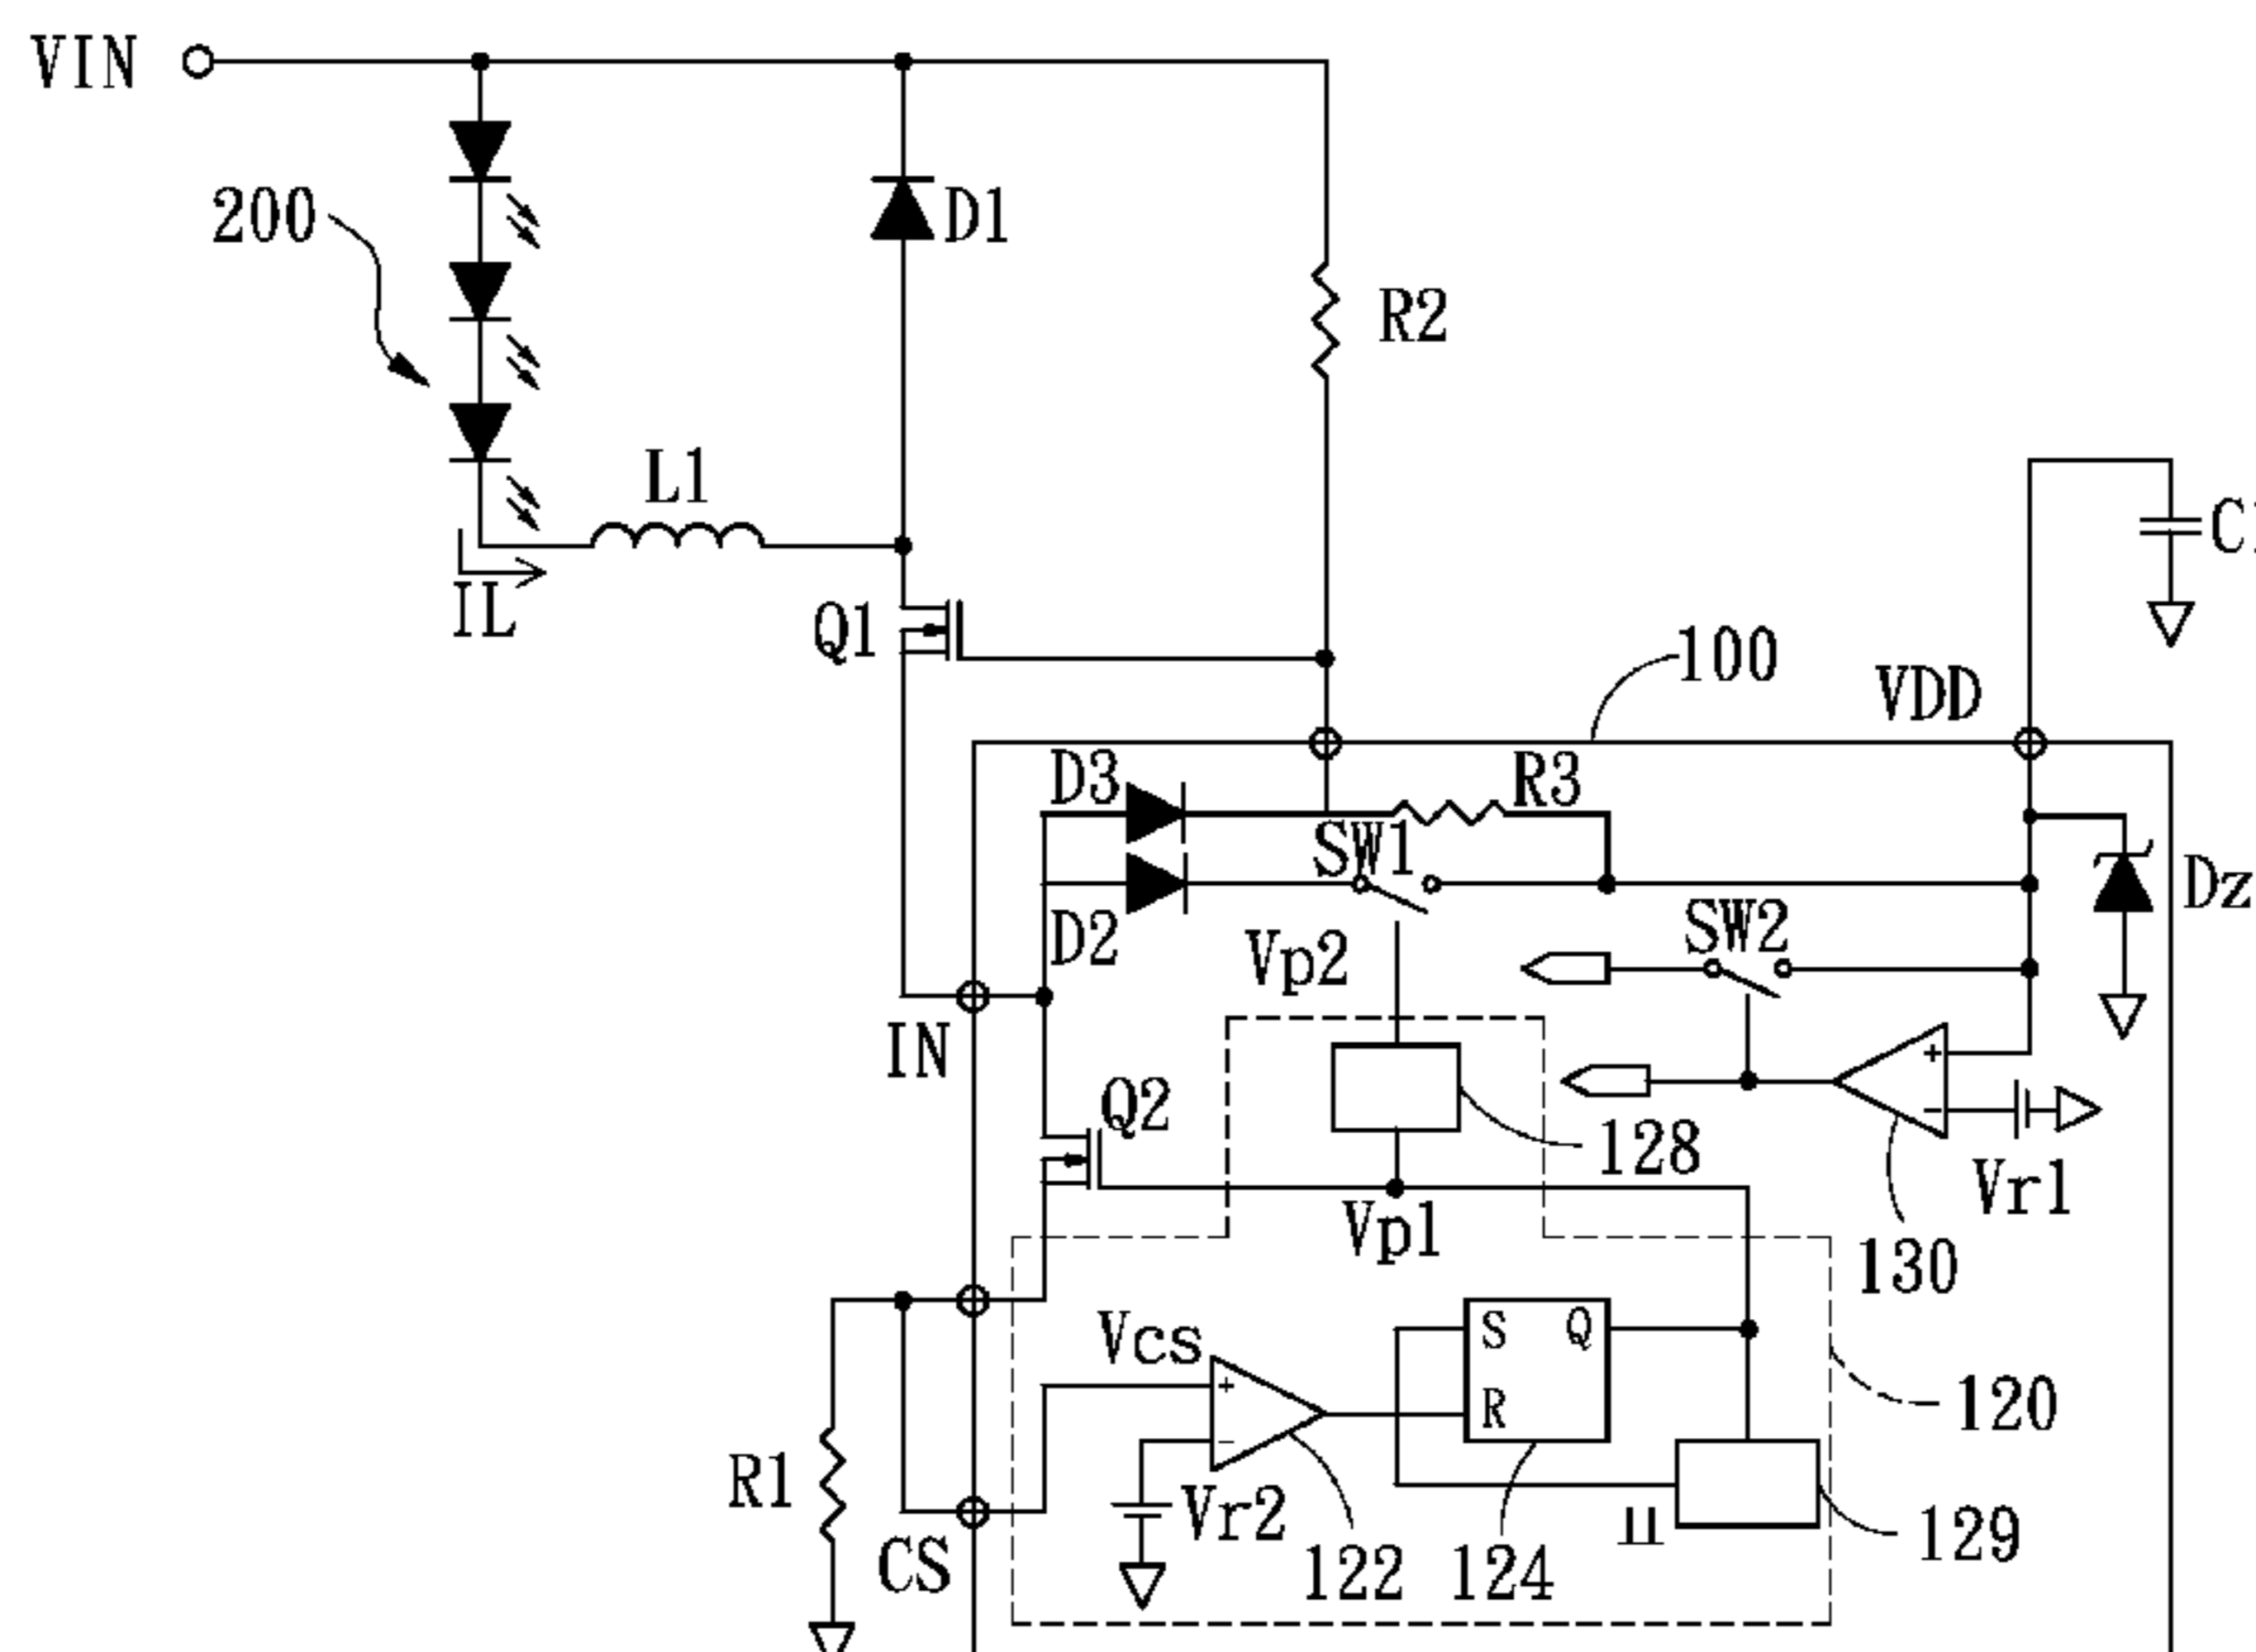 VIN
200
D1
R2
L1
IL
C1
Q1
100
VDD
D3
R3
SW1
D2
SW2
Dz
Vp2
IN
Q2
128
Vr1
Vp1
130
Vcs
+
-
S
Q
R
120
R1
CS
Vr2
122
124
129